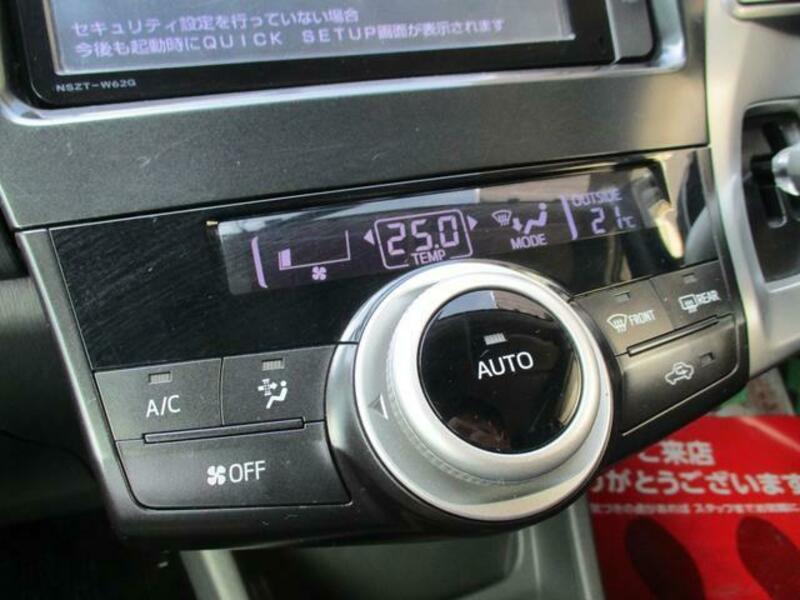 セキュリティ設定を行っていない場合
今後も起動時にQUICK SETUP画面が表示されます
NSZT-W62G
25.0
TEMP
MODE
OUTSIDE
21℃
A/C
OFF
AUTO
FRONT
REAR
ご来店
りがとうございます